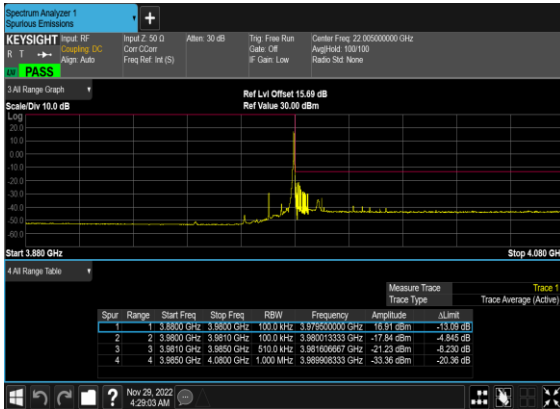 Spectrum Analyzer 1
Spurious Emissions
KEYSIGHT
R T
LNI PASS
Input: RF
Coupling: DC
Align: Auto
Input Z: 50 Ω
Corr CCorr
Freq Ref: Int (S)
Atten: 30 dB
Trig: Free Run
Gate: Off
IF Gain: Low
Center Freq: 22.005000000 GHz
Avg|Hold: 100/100
Radio Std: None
3 All Range Graph
Scale/Div 10.0 dB
Ref Lvl Offset 15.69 dB
Ref Value 30.00 dBm
Log
20.0
10.0
0.00
-10.0
-20.0
-30.0
-40.0
-50.0
-60.0
Start 3.880 GHz
Stop 4.080 GH
4 All Range Table
Measure Trace Trace 1
Trace Type Trace Average (Active)
Spur Range Start Freq Stop Freq RBW Frequency Amplitude ΔLimit
1 1 3.8800 GHz 3.9800 GHz 100.0 kHz 3.979500000 GHz 16.91 dBm -13.09 dB
2 2 3.9800 GHz 3.9810 GHz 100.0 kHz 3.980013333 GHz -17.84 dBm -4.845 dB
3 3 3.9810 GHz 3.9850 GHz 510.0 kHz 3.981606667 GHz -21.23 dBm -8.230 dB
4 4 3.9850 GHz 4.0800 GHz 1.000 MHz 3.989908333 GHz -33.36 dBm -20.36 dB
Nov 29, 2022
4:29:03 AM